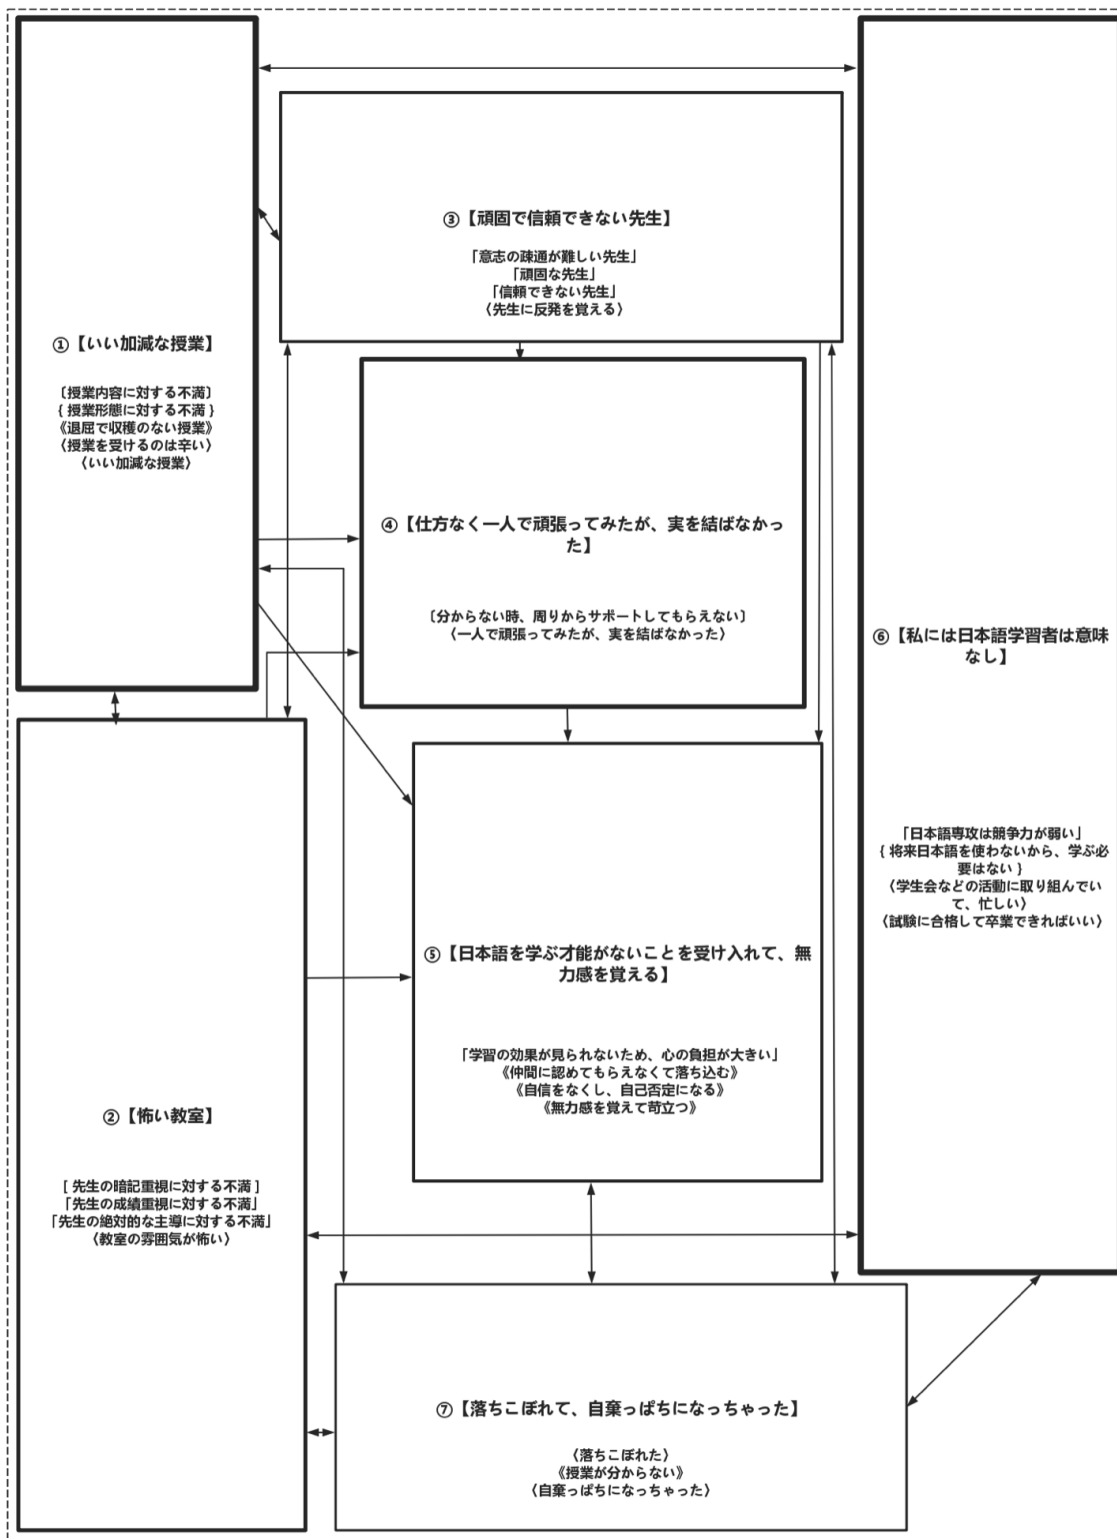 ①【いい加減な授業】
〔授業内容に対する不満〕
{ 授業形態に対する不満 }
《退屈で収穫のない授業》
〈授業を受けるのは辛い〉
〈いい加減な授業〉
②【怖い教室】
[ 先生の暗記重視に対する不満 ]
「先生の成績重視に対する不満」
「先生の絶対的な主導に対する不満」
〈教室の雰囲気が怖い〉
③【頑固で信頼できない先生】
「意志の疎通が難しい先生」
「頑固な先生」
「信頼できない先生」
〈先生に反発を覚える〉
④【仕方なく一人で頑張ってみたが、実を結ばなかっ
た】
〔分からない時、周りからサポートしてもらえない〕
〈一人で頑張ってみたが、実を結ばなかった〉
⑤【日本語を学ぶ才能がないことを受け入れて、無
力感を覚える】
「学習の効果が見られないため、心の負担が大きい」
《仲間に認めてもらえなくて落ち込む》
《自信をなくし、自己否定になる》
《無力感を覚えて苛立つ》
⑥【私には日本語学習者は意味
なし】
「日本語専攻は競争力が弱い」
{ 将来日本語を使わないから、学ぶ必
要はない }
〈学生会などの活動に取り組んでい
て、忙しい〉
〈試験に合格して卒業できればいい〉
⑦【落ちこぼれて、自棄っぱちになっちゃった】
〈落ちこぼれた〉
《授業が分からない》
〈自棄っぱちになっちゃった〉